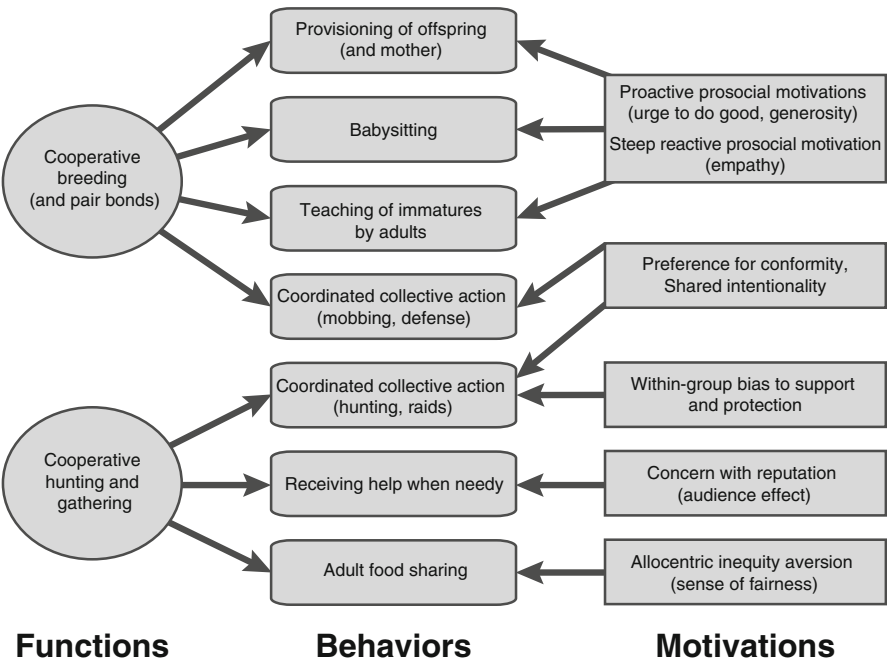 Provisioning of offspring
(and mother)
Babysitting
Teaching of immatures
by adults
Coordinated collective action
(mobbing, defense)
Coordinated collective action
(hunting, raids)
Receiving help when needy
Adult food sharing
Cooperative
breeding
(and pair bonds)
Cooperative
hunting and
gathering
Proactive prosocial motivations
(urge to do good, generosity)
Steep reactive prosocial motivation
(empathy)
Preference for conformity,
Shared intentionality
Within-group bias to support
and protection
Concern with reputation
(audience effect)
Allocentric inequity aversion
(sense of fairness)
Functions
Behaviors
Motivations